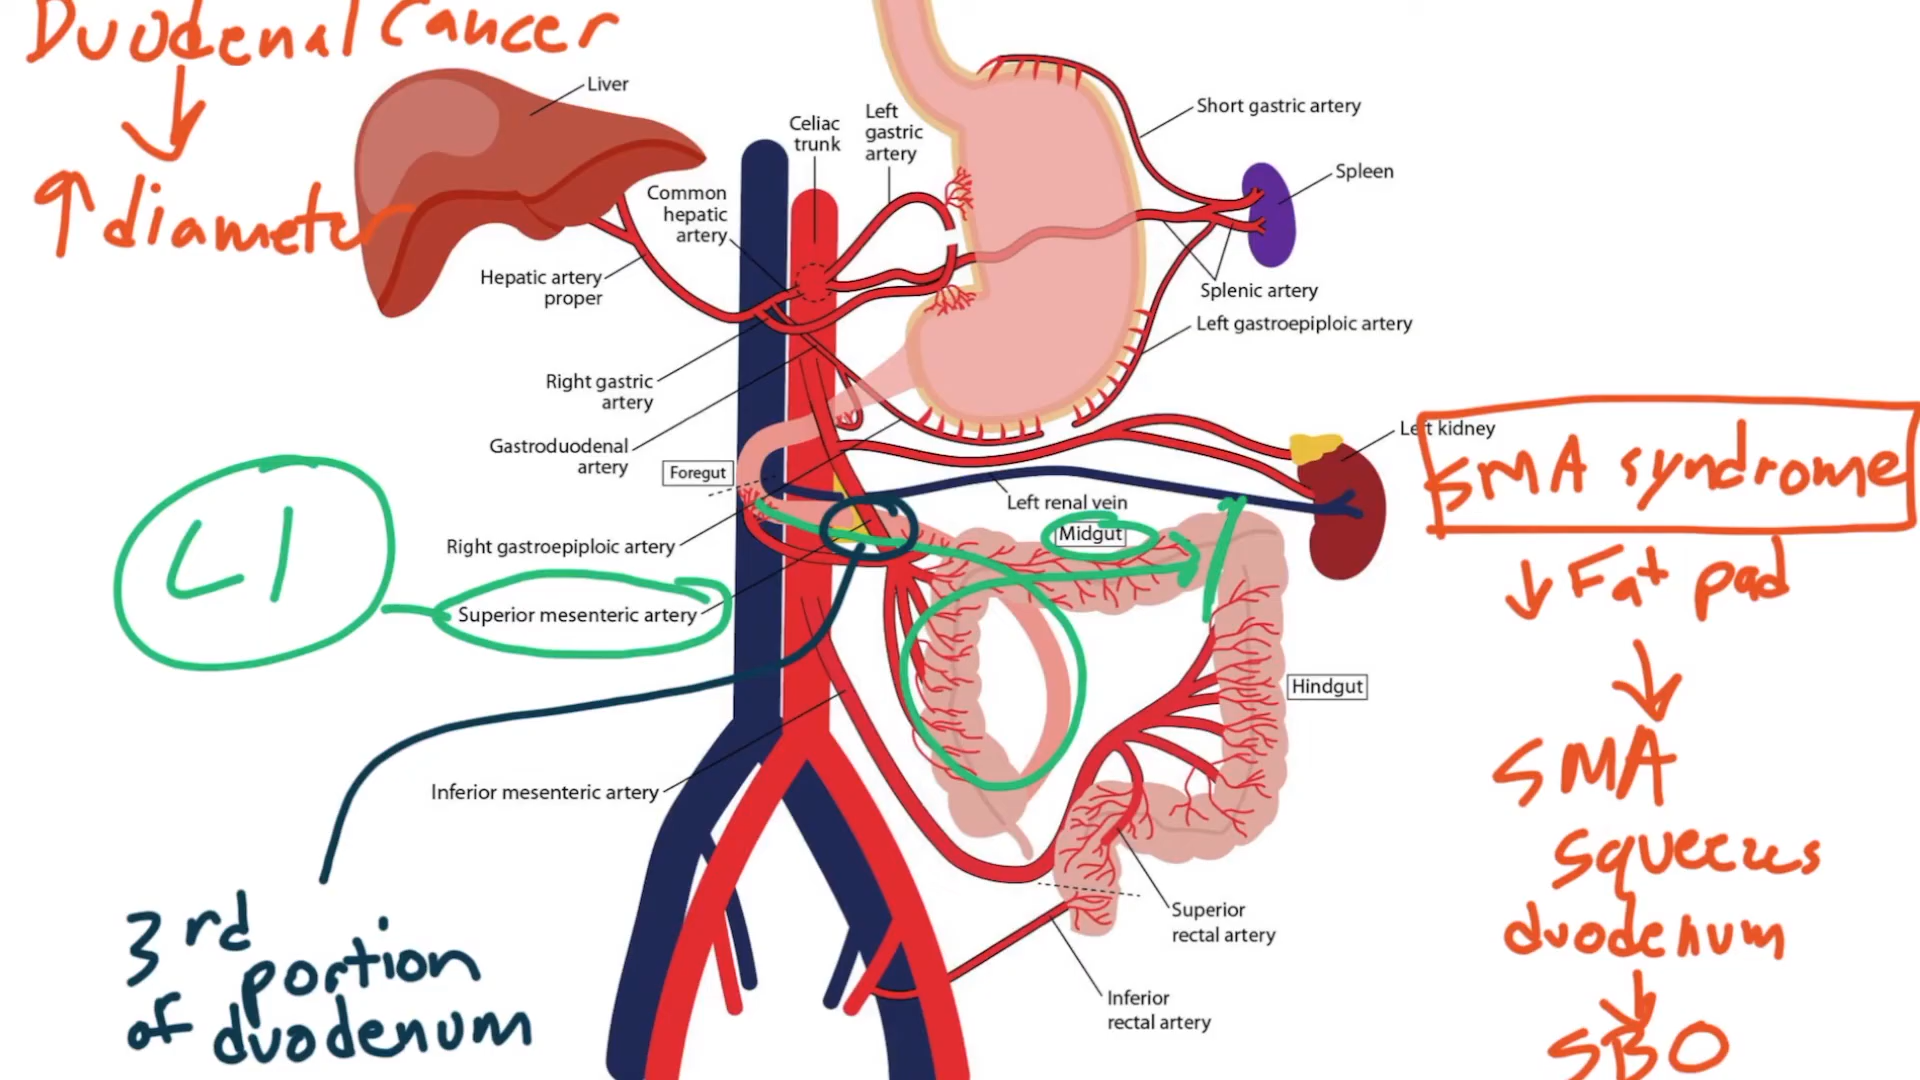 Duodenal Cancer
↑ diameter
Liver
Celiac
trunk
Left
gastric
artery
Short gastric artery
Spleen
Common
hepatic
artery
Hepatic artery
proper
Splenic artery
Left gastroepiploic artery
Right gastric
artery
Gastroduodenal
artery
Foregut
Left kidney
SMA syndrome
Left renal vein
Midgut
Right gastroepiploic artery
L1
Superior mesenteric artery
↓ Fat pad
Hindgut
SMA
squeezes
duodenum
SBO
Inferior mesenteric artery
3rd
portion
of duodenum
Superior
rectal artery
Inferior
rectal artery